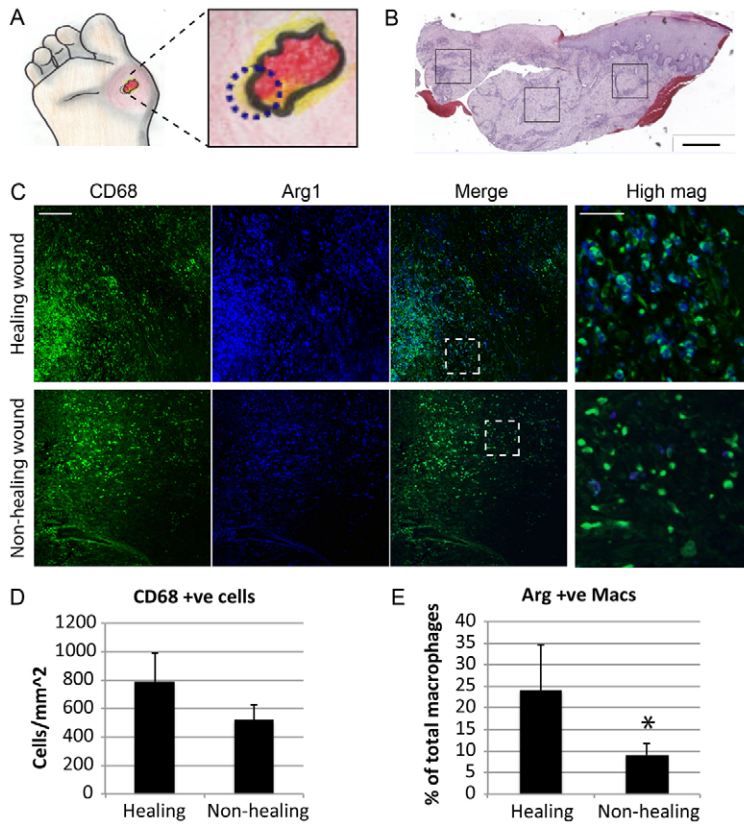 A
B
C
CD68
Arg1
Merge
High mag
Healing wound
Non-healing wound
D
CD68 +ve cells
Cells/mm^2
1200
1000
800
600
400
200
0
Healing
Non-healing
E
Arg +ve Macs
% of total macrophages
40
35
30
25
20
15
10
5
0
*
Healing
Non-healing